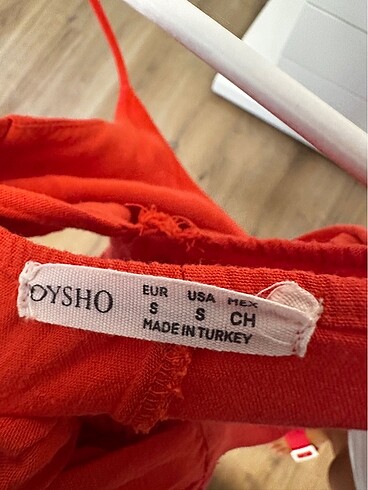 OYSHO
EUR USA MEX
S S CH
MADE IN TURKEY